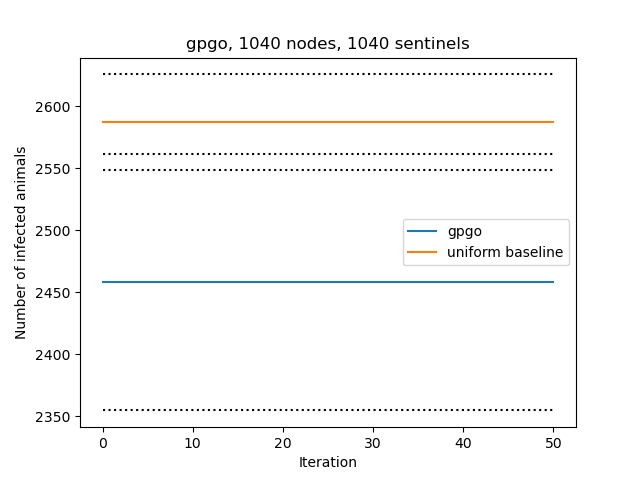 gpgo, 1040 nodes, 1040 sentinels
Number of infected animals
2600
2550
2500
2450
2400
2350
gpgo
uniform baseline
0 10 20 30 40 50
Iteration